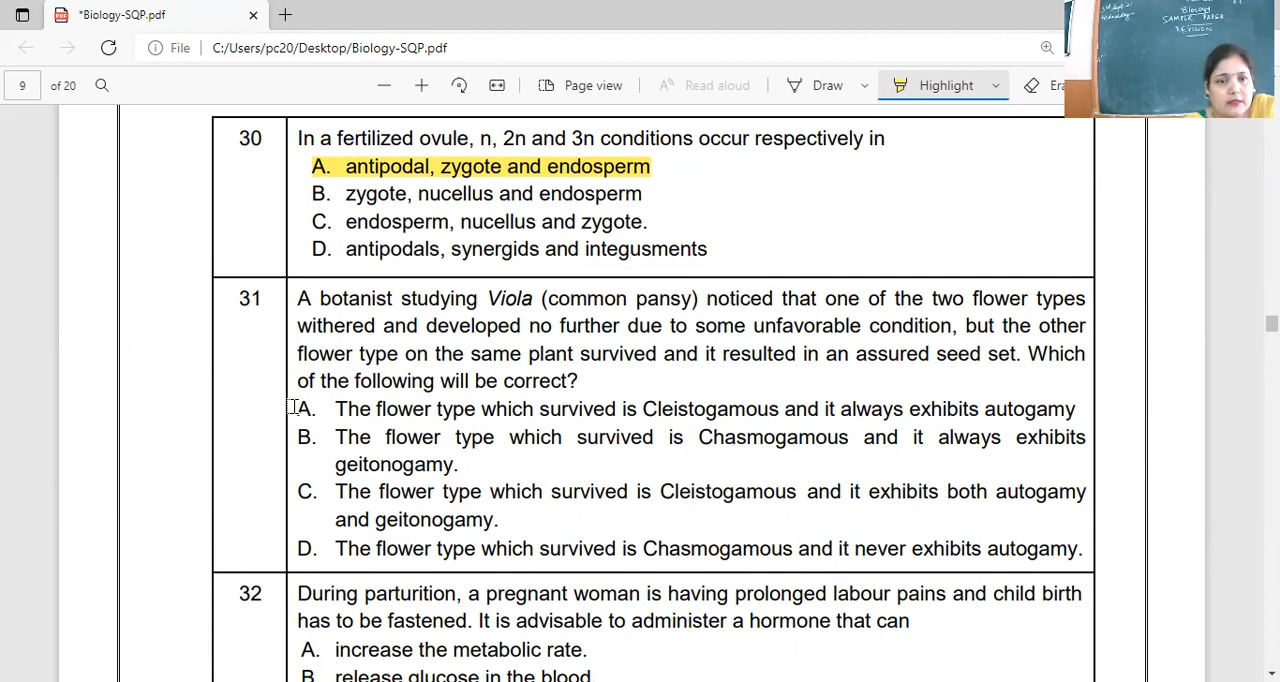 *Biology-SQP.pdf
File
C:/Users/pc20/Desktop/Biology-SQP.pdf
9 of 20
Page view
Read aloud
Draw
Highlight
Era
Biology
SAMPLE PAPER
REVISION
30 In a fertilized ovule, n, 2n and 3n conditions occur respectively in
A. antipodal, zygote and endosperm
B. zygote, nucellus and endosperm
C. endosperm, nucellus and zygote.
D. antipodals, synergids and integusments
31 A botanist studying Viola (common pansy) noticed that one of the two flower types
withered and developed no further due to some unfavorable condition, but the other
flower type on the same plant survived and it resulted in an assured seed set. Which
of the following will be correct?
A. The flower type which survived is Cleistogamous and it always exhibits autogamy
B. The flower type which survived is Chasmogamous and it always exhibits
geitonogamy.
C. The flower type which survived is Cleistogamous and it exhibits both autogamy
and geitonogamy.
D. The flower type which survived is Chasmogamous and it never exhibits autogamy.
32 During parturition, a pregnant woman is having prolonged labour pains and child birth
has to be fastened. It is advisable to administer a hormone that can
A. increase the metabolic rate.
B. release glucose in the blood